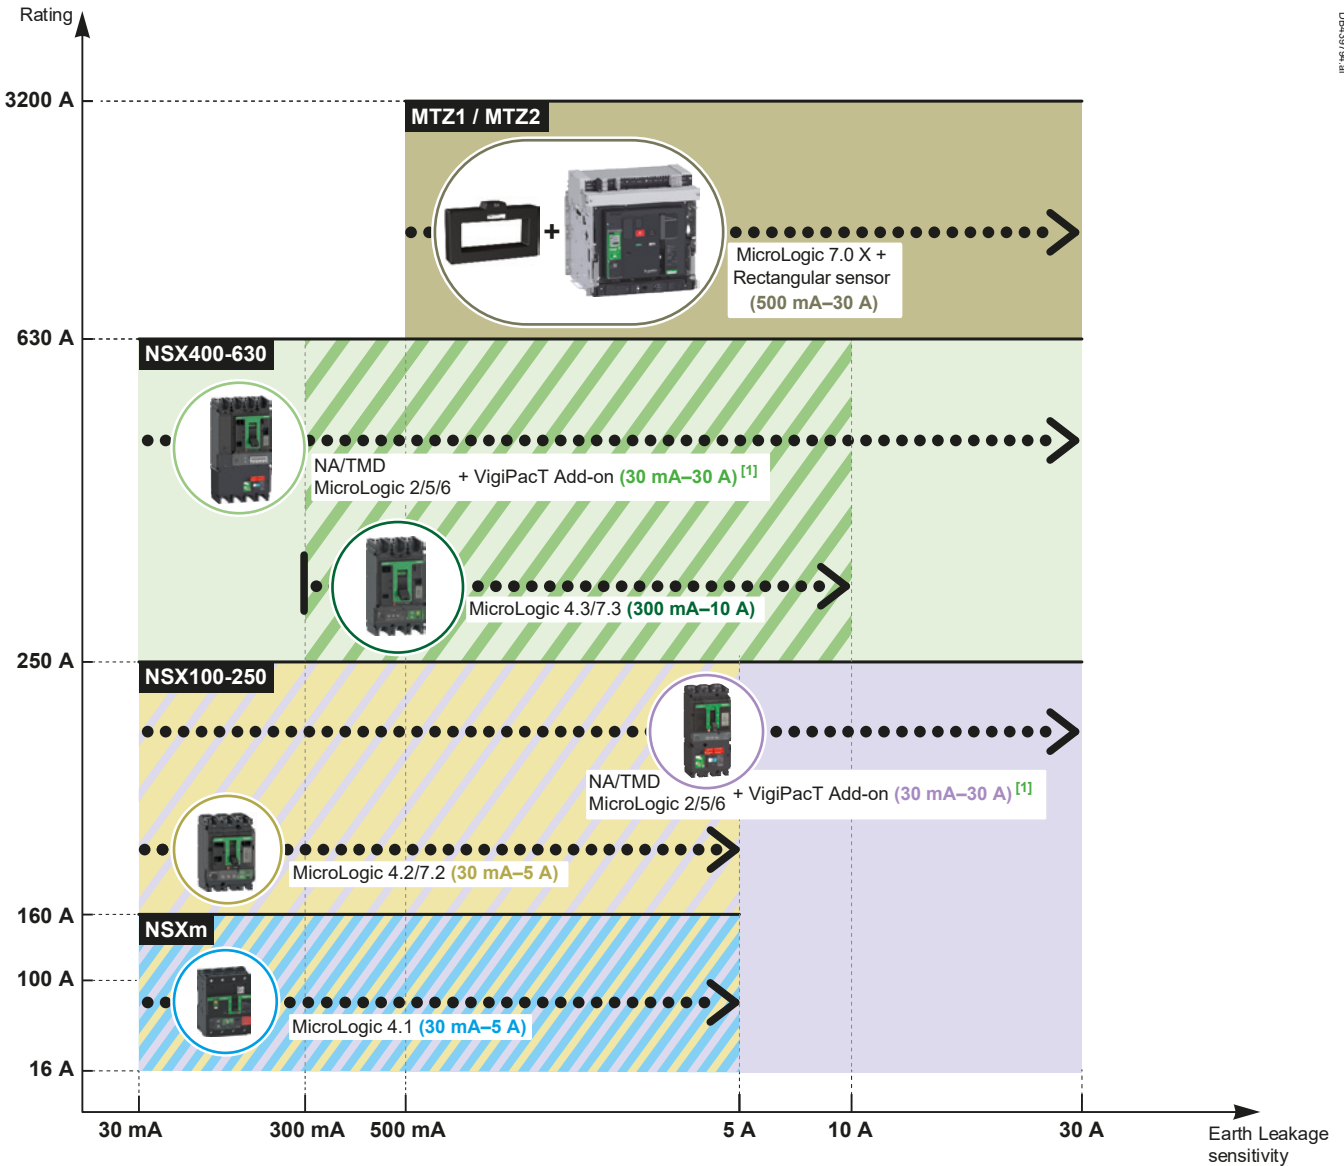 Rating
DB439794.ai
3200 A
MTZ1 / MTZ2
+
MicroLogic 7.0 X +
Rectangular sensor
(500 mA–30 A)
630 A
NSX400-630
NA/TMD
MicroLogic 2/5/6 + VigiPacT Add-on (30 mA–30 A) [1]
MicroLogic 4.3/7.3 (300 mA–10 A)
250 A
NSX100-250
NA/TMD
MicroLogic 2/5/6 + VigiPacT Add-on (30 mA–30 A) [1]
MicroLogic 4.2/7.2 (30 mA–5 A)
160 A
NSXm
100 A
MicroLogic 4.1 (30 mA–5 A)
16 A
30 mA 300 mA 500 mA 5 A 10 A 30 A
Earth Leakage
sensitivity